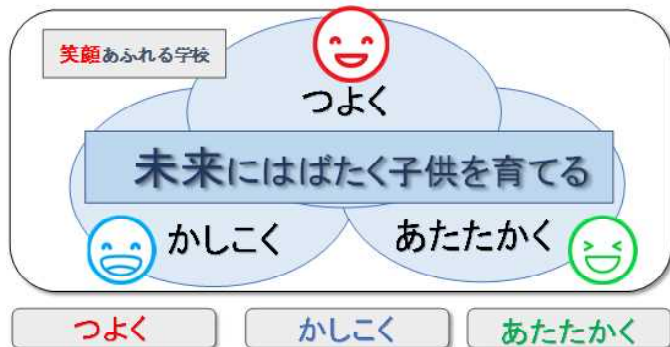 笑顔あふれる学校
つよく
未来にはばたく子供を育てる
かしこく
あたたかく
つよく
かしこく
あたたかく